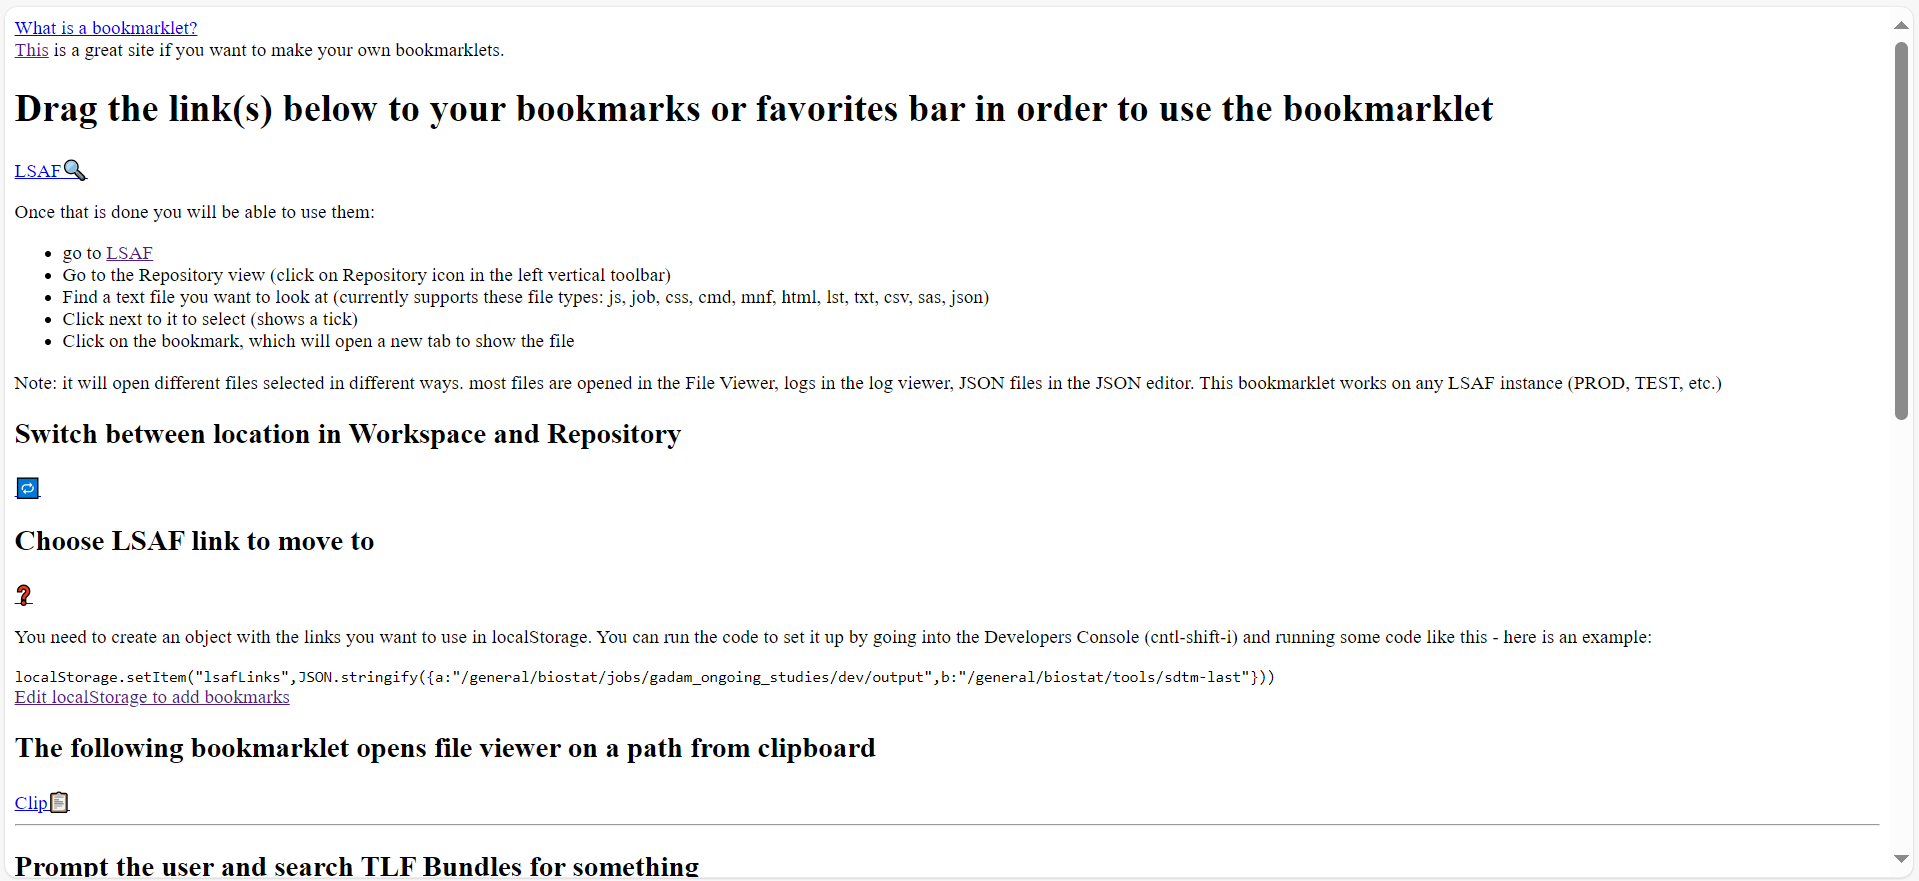 What is a bookmarklet?
This is a great site if you want to make your own bookmarklets.
Drag the link(s) below to your bookmarks or favorites bar in order to use the bookmarklet
LSAF🔍
Once that is done you will be able to use them:
go to LSAF
Go to the Repository view (click on Repository icon in the left vertical toolbar)
Find a text file you want to look at (currently supports these file types: js, job, css, cmd, mnf, html, lst, txt, csv, sas, json)
Click next to it to select (shows a tick)
Click on the bookmark, which will open a new tab to show the file
Note: it will open different files selected in different ways. most files are opened in the File Viewer, logs in the log viewer, JSON files in the JSON editor. This bookmarklet works on any LSAF instance (PROD, TEST, etc.)
Switch between location in Workspace and Repository
🔁
Choose LSAF link to move to
❓
You need to create an object with the links you want to use in localStorage. You can run the code to set it up by going into the Developers Console (cntl-shift-i) and running some code like this - here is an example:
localStorage.setItem("lsafLinks",JSON.stringify({a:"/general/biostat/jobs/gadam_ongoing_studies/dev/output",b:"/general/biostat/tools/sdtm-last"}))
Edit localStorage to add bookmarks
The following bookmarklet opens file viewer on a path from clipboard
Clip📋
Prompt the user and search TLF Bundles for something